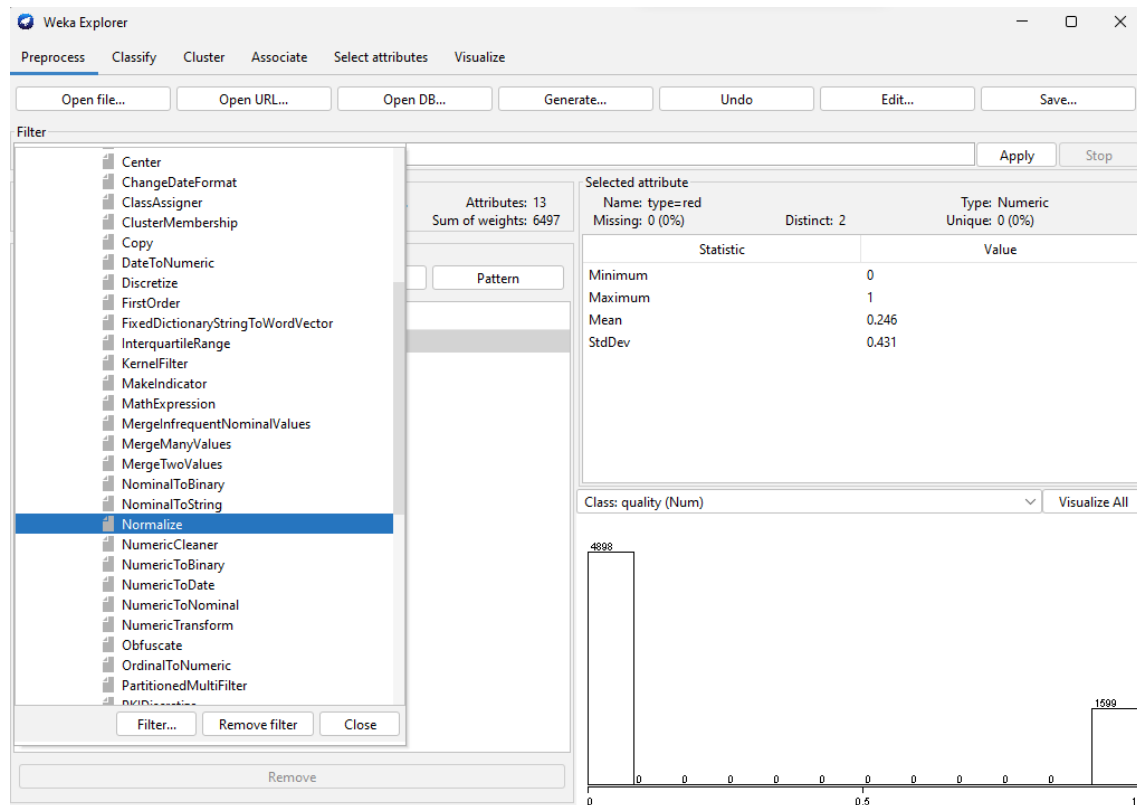 Weka Explorer
Preprocess Classify Cluster Associate Select attributes Visualize
Open file... Open URL... Open DB... Generate... Undo Edit... Save...
Filter
Apply Stop
Center
ChangeDateFormat
ClassAssigner
ClusterMembership
Copy
DateToNumeric
Discretize
FirstOrder
FixedDictionaryStringToWordVector
InterquartileRange
KernelFilter
MakeIndicator
MathExpression
MergeInfrequentNominalValues
MergeManyValues
MergeTwoValues
NominalToBinary
NominalToString
Normalize
NumericCleaner
NumericToBinary
NumericToDate
NumericToNominal
NumericTransform
Obfuscate
OrdinalToNumeric
PartitionedMultiFilter
Filter... Remove filter Close
Attributes: 13
Sum of weights: 6497
Pattern
Remove
Selected attribute
Name: type=red Type: Numeric
Missing: 0 (0%) Distinct: 2 Unique: 0 (0%)
Statistic Value
Minimum 0
Maximum 1
Mean 0.246
StdDev 0.431
Class: quality (Num) Visualize All
4898
1599
0 0 0 0 0 0 0 0 0 0
0 0.5 1